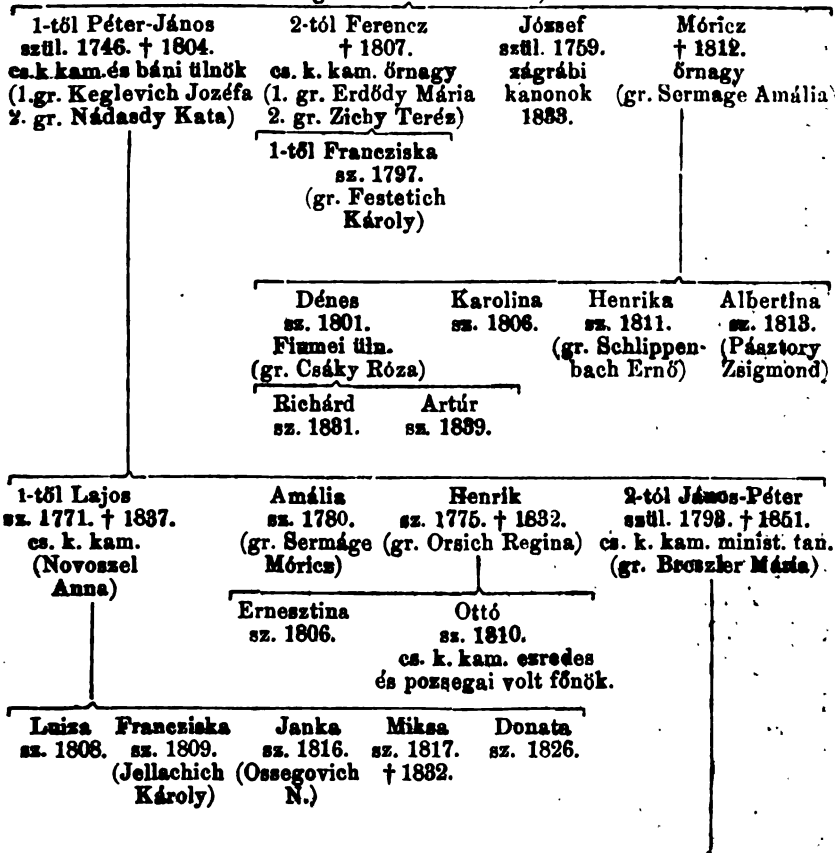 1-től Péter-János
szül. 1746. † 1804.
cs.k.kam.és báni ülnök
(1.gr. Keglevich Jozéfa
2. gr. Nádasdy Kata)
2-tól Ferencz
† 1807.
cs. k. kam. őrnagy
(1. gr. Erdődy Mária
2. gr. Zichy Teréz)
József
szül. 1759.
zágrábi
kanonok
1833.
Móricz
† 1812.
őrnagy
(gr. Sermage Amália)
1-től Francziska
sz. 1797.
(gr. Festetich
Károly)
Dénes
sz. 1801.
Fiumei üln.
(gr. Csáky Róza)
Karolina
sz. 1806.
Henrika
sz. 1811.
(gr. Schlippen-
bach Ernő)
Albertina
sz. 1813.
(Pásztory
Zsigmond)
Richárd
sz. 1831.
Artúr
sz. 1839.
1-től Lajos
sz. 1771. † 1837.
cs. k. kam.
(Novoszel
Anna)
Amália
sz. 1780.
(gr. Sermáge
Móricz)
Henrik
sz. 1775. † 1832.
(gr. Orsich Regina)
2-tól János-Péter
szül. 1793. † 1851.
cs. k. kam. minist. tan.
(gr. Broszler Mária)
Ernesztina
sz. 1806.
Ottó
sz. 1810.
cs. k. kam. ezredes
és pozsegai volt főnök.
Luiza
sz. 1808.
Francziska
sz. 1809.
(Jellachich
Károly)
Janka
sz. 1816.
(Ossegovich
N.)
Miksa
sz. 1817.
† 1832.
Donata
sz. 1826.